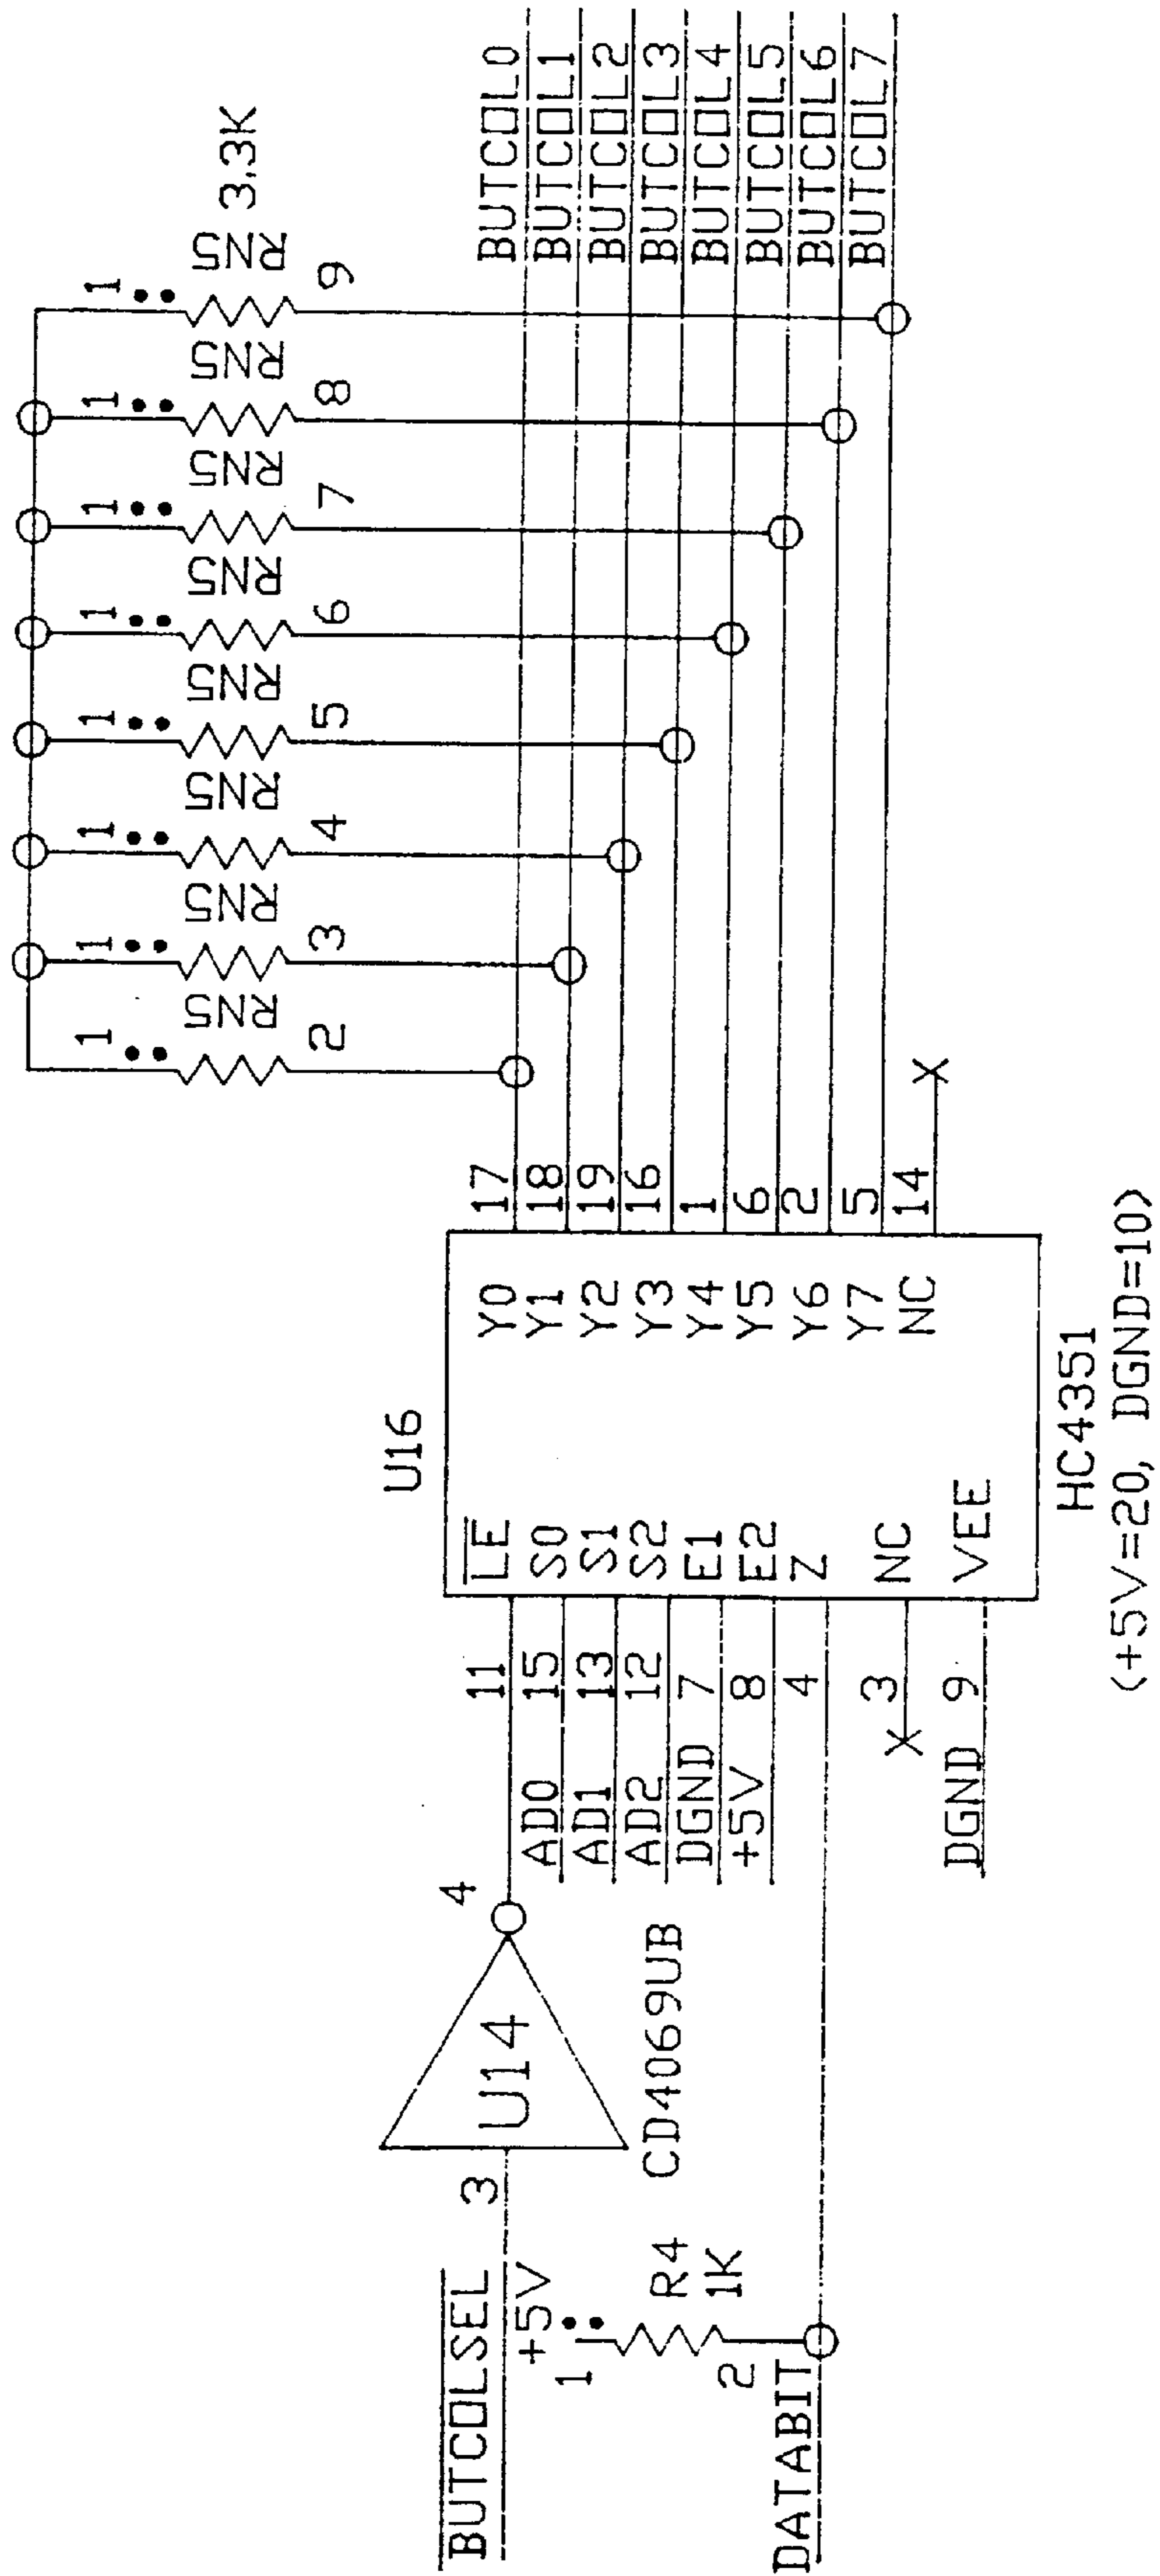 3.3K
1 RN5 2
1 RN5 3
1 RN5 4
1 RN5 5
1 RN5 6
1 RN5 7
1 RN5 8
1 RN5 9
BUTCOL0
BUTCOL1
BUTCOL2
BUTCOL3
BUTCOL4
BUTCOL5
BUTCOL6
BUTCOL7
BUTCOLSEL
3
U14
4
CD4069UB
+5V
1
R4
1K
2
DATABIT
U16
11 LE
AD0 15 S0
AD1 13 S1
AD2 12 S2
DGND 7 E1
+5V 8 E2
4 Z
X 3 NC
DGND 9 VEE
Y0 17
Y1 18
Y2 19
Y3 16
Y4 1
Y5 6
Y6 2
Y7 5
NC 14 X
HC4351
(+5V=20, DGND=10)